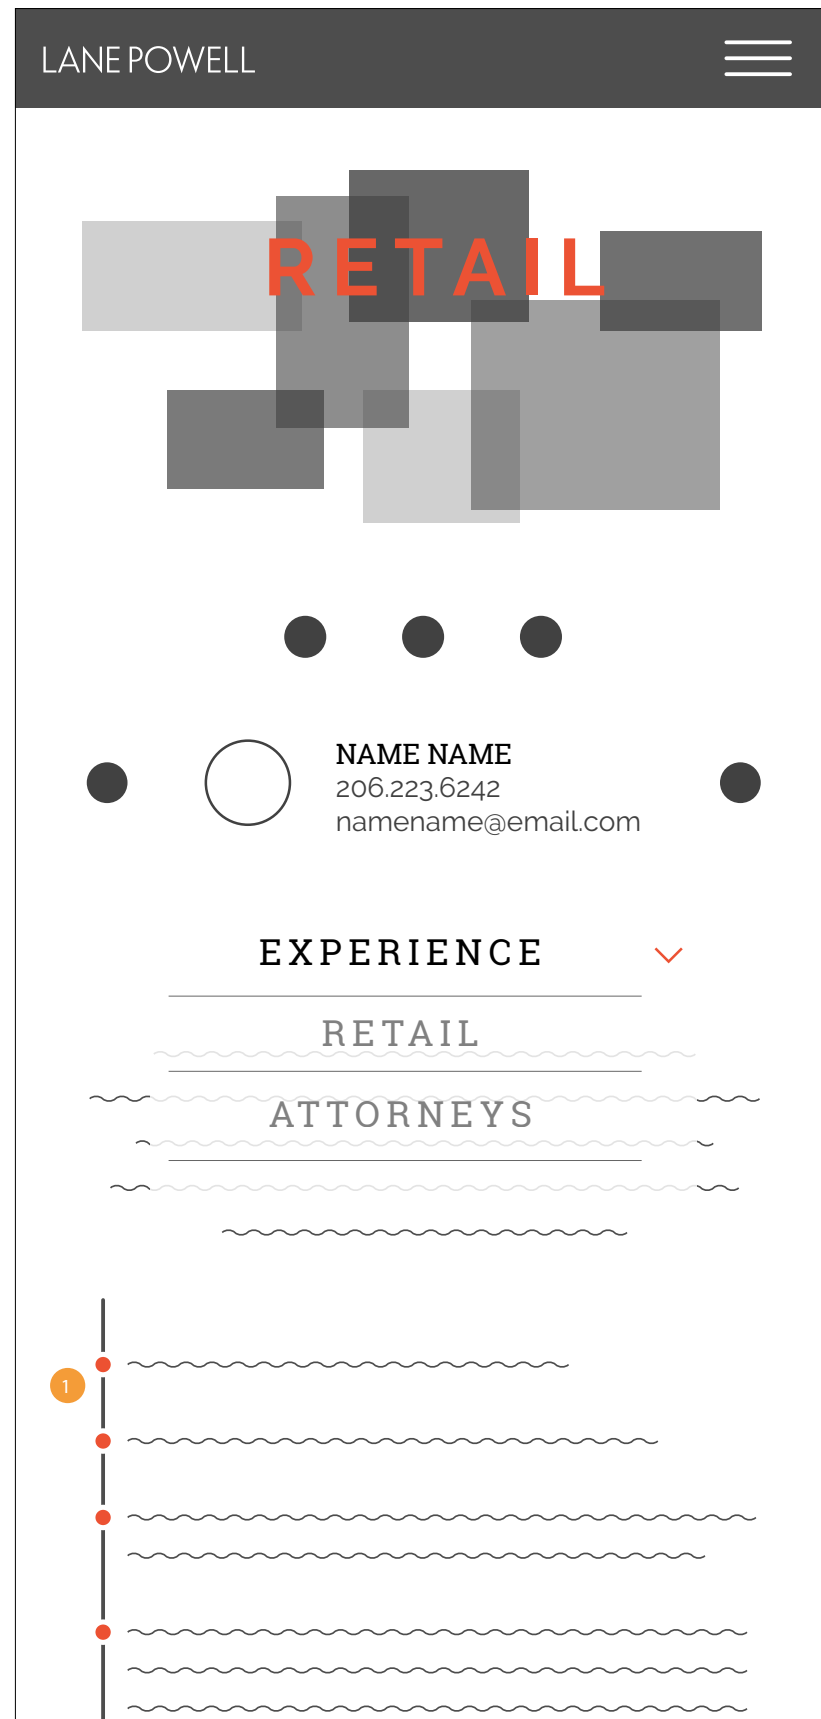 LANE POWELL
RETAIL
NAME NAME
206.223.6242
namename@email.com
EXPERIENCE
RETAIL
ATTORNEYS
1